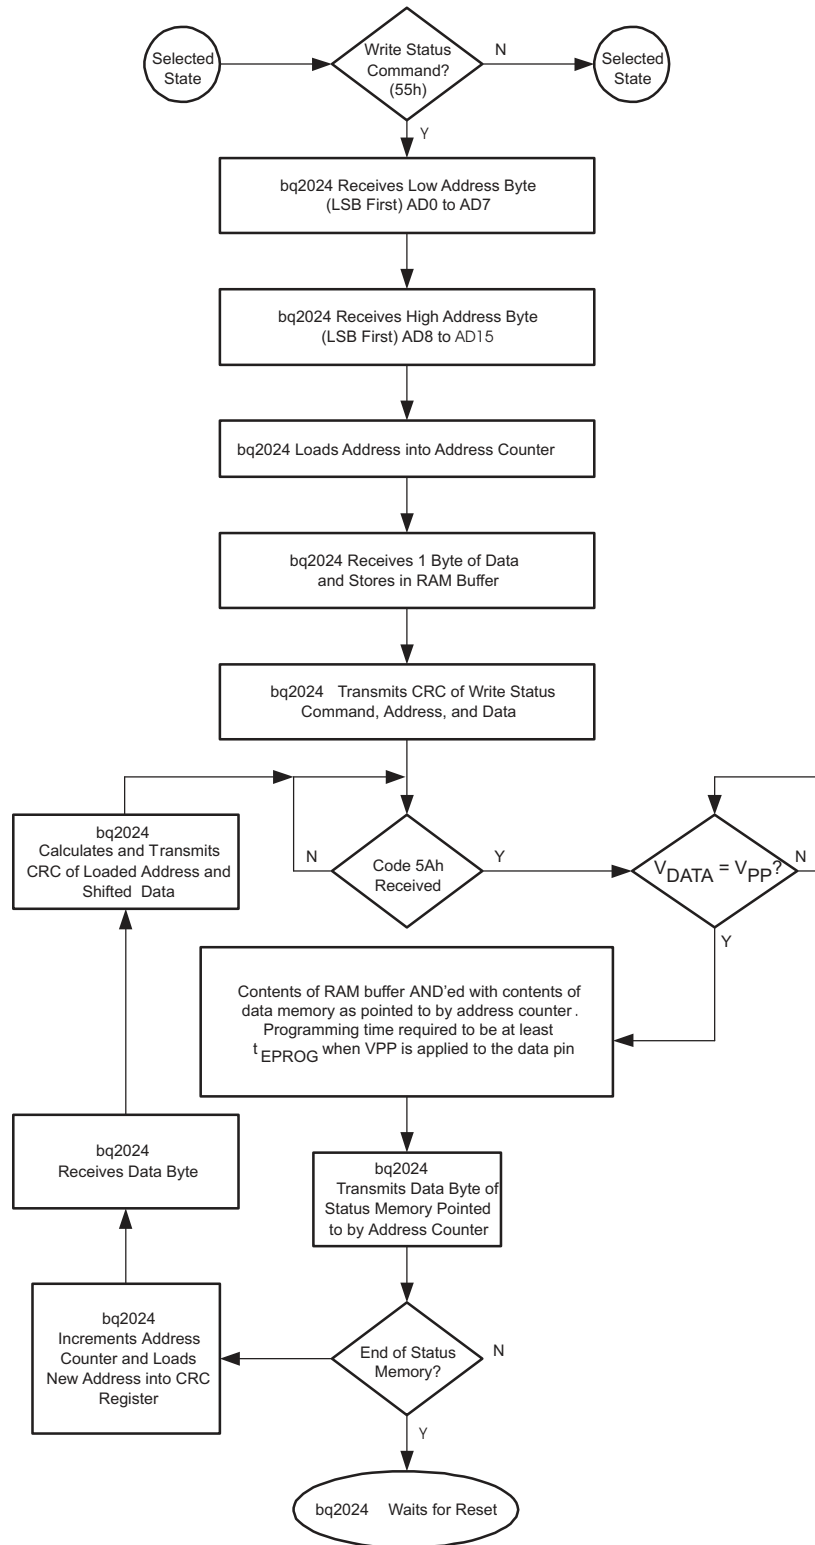 Selected
State
Write Status
Command?
(55h)
N
Selected
State
Y
bq2024 Receives Low Address Byte
(LSB First) AD0 to AD7
bq2024 Receives High Address Byte
(LSB First) AD8 to AD15
bq2024 Loads Address into Address Counter
bq2024 Receives 1 Byte of Data
and Stores in RAM Buffer
bq2024 Transmits CRC of Write Status
Command, Address, and Data
bq2024
Calculates and Transmits
CRC of Loaded Address and
Shifted Data
N
Code 5Ah
Received
Y
VDATA = VPP?
N
Y
Contents of RAM buffer AND'ed with contents of
data memory as pointed to by address counter.
Programming time required to be at least
tEPROG when VPP is applied to the data pin
bq2024
Receives Data Byte
bq2024
Transmits Data Byte of
Status Memory Pointed
to by Address Counter
bq2024
Increments Address
Counter and Loads
New Address into CRC
Register
End of Status
Memory?
N
Y
bq2024 Waits for Reset